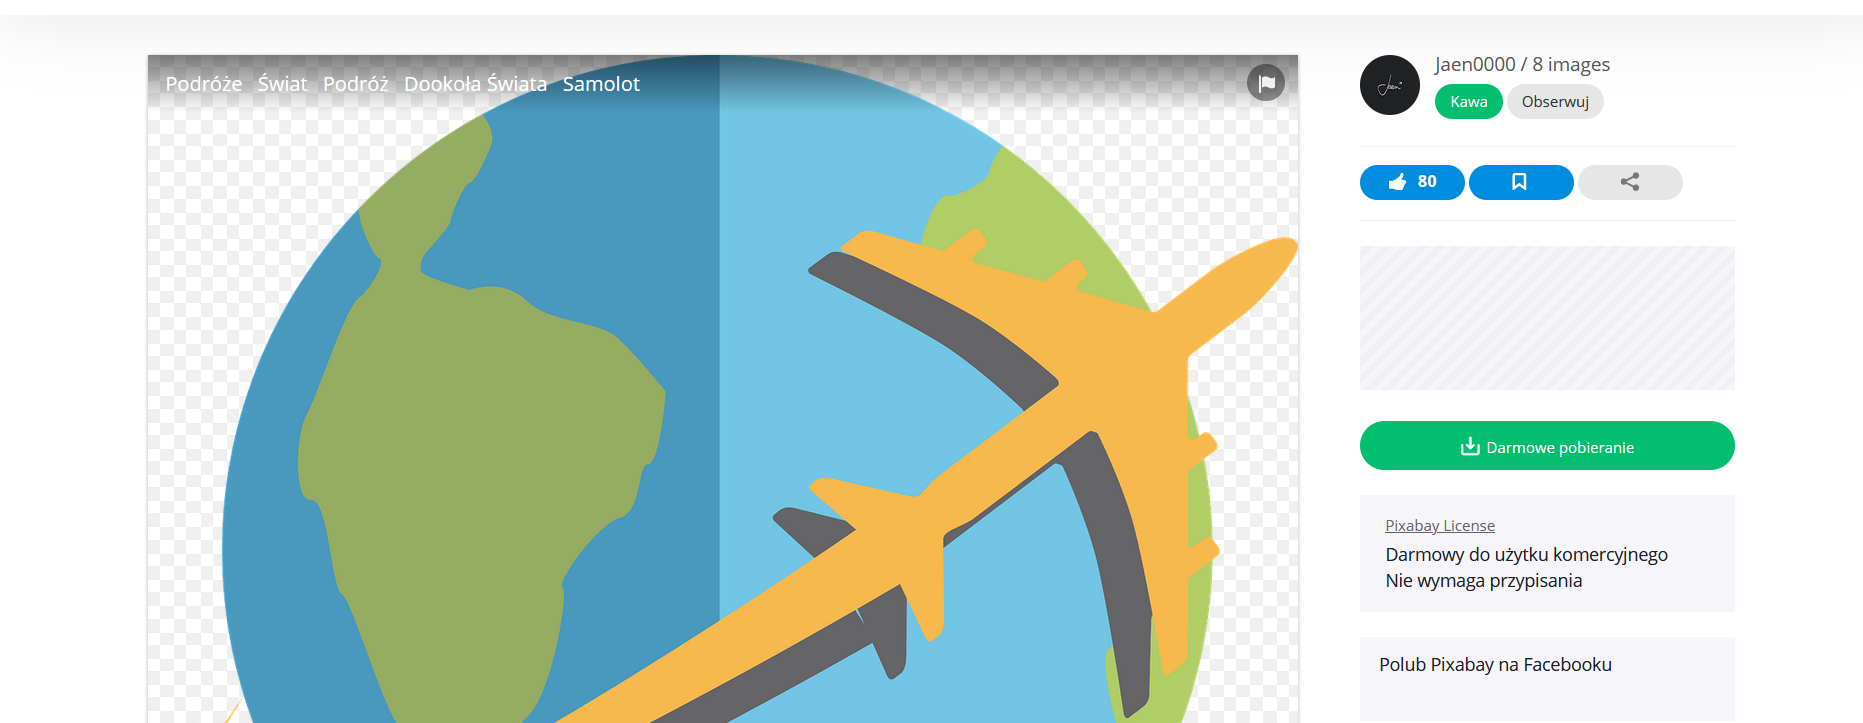 Podróże Świat Podróż Dookoła Świata Samolot
Jaen0000 / 8 images
Kawa Obserwuj
80
Darmowe pobieranie
Pixabay License
Darmowy do użytku komercyjnego
Nie wymaga przypisania
Polub Pixabay na Facebooku